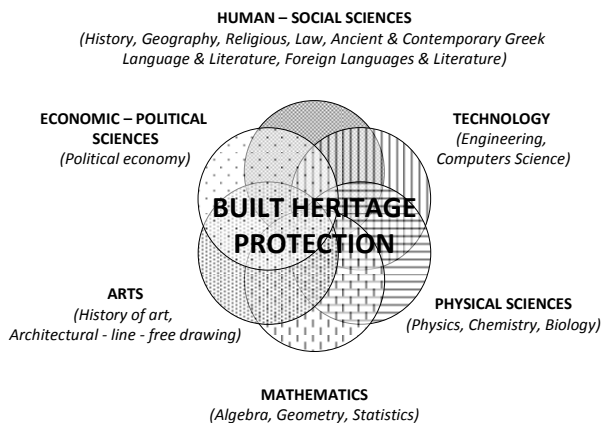 HUMAN – SOCIAL SCIENCES
(History, Geography, Religious, Law, Ancient & Contemporary Greek
Language & Literature, Foreign Languages & Literature)
ECONOMIC – POLITICAL
SCIENCES
(Political economy)
TECHNOLOGY
(Engineering,
Computers Science)
BUILT HERITAGE
PROTECTION
ARTS
(History of art,
Architectural - line - free drawing)
PHYSICAL SCIENCES
(Physics, Chemistry, Biology)
MATHEMATICS
(Algebra, Geometry, Statistics)